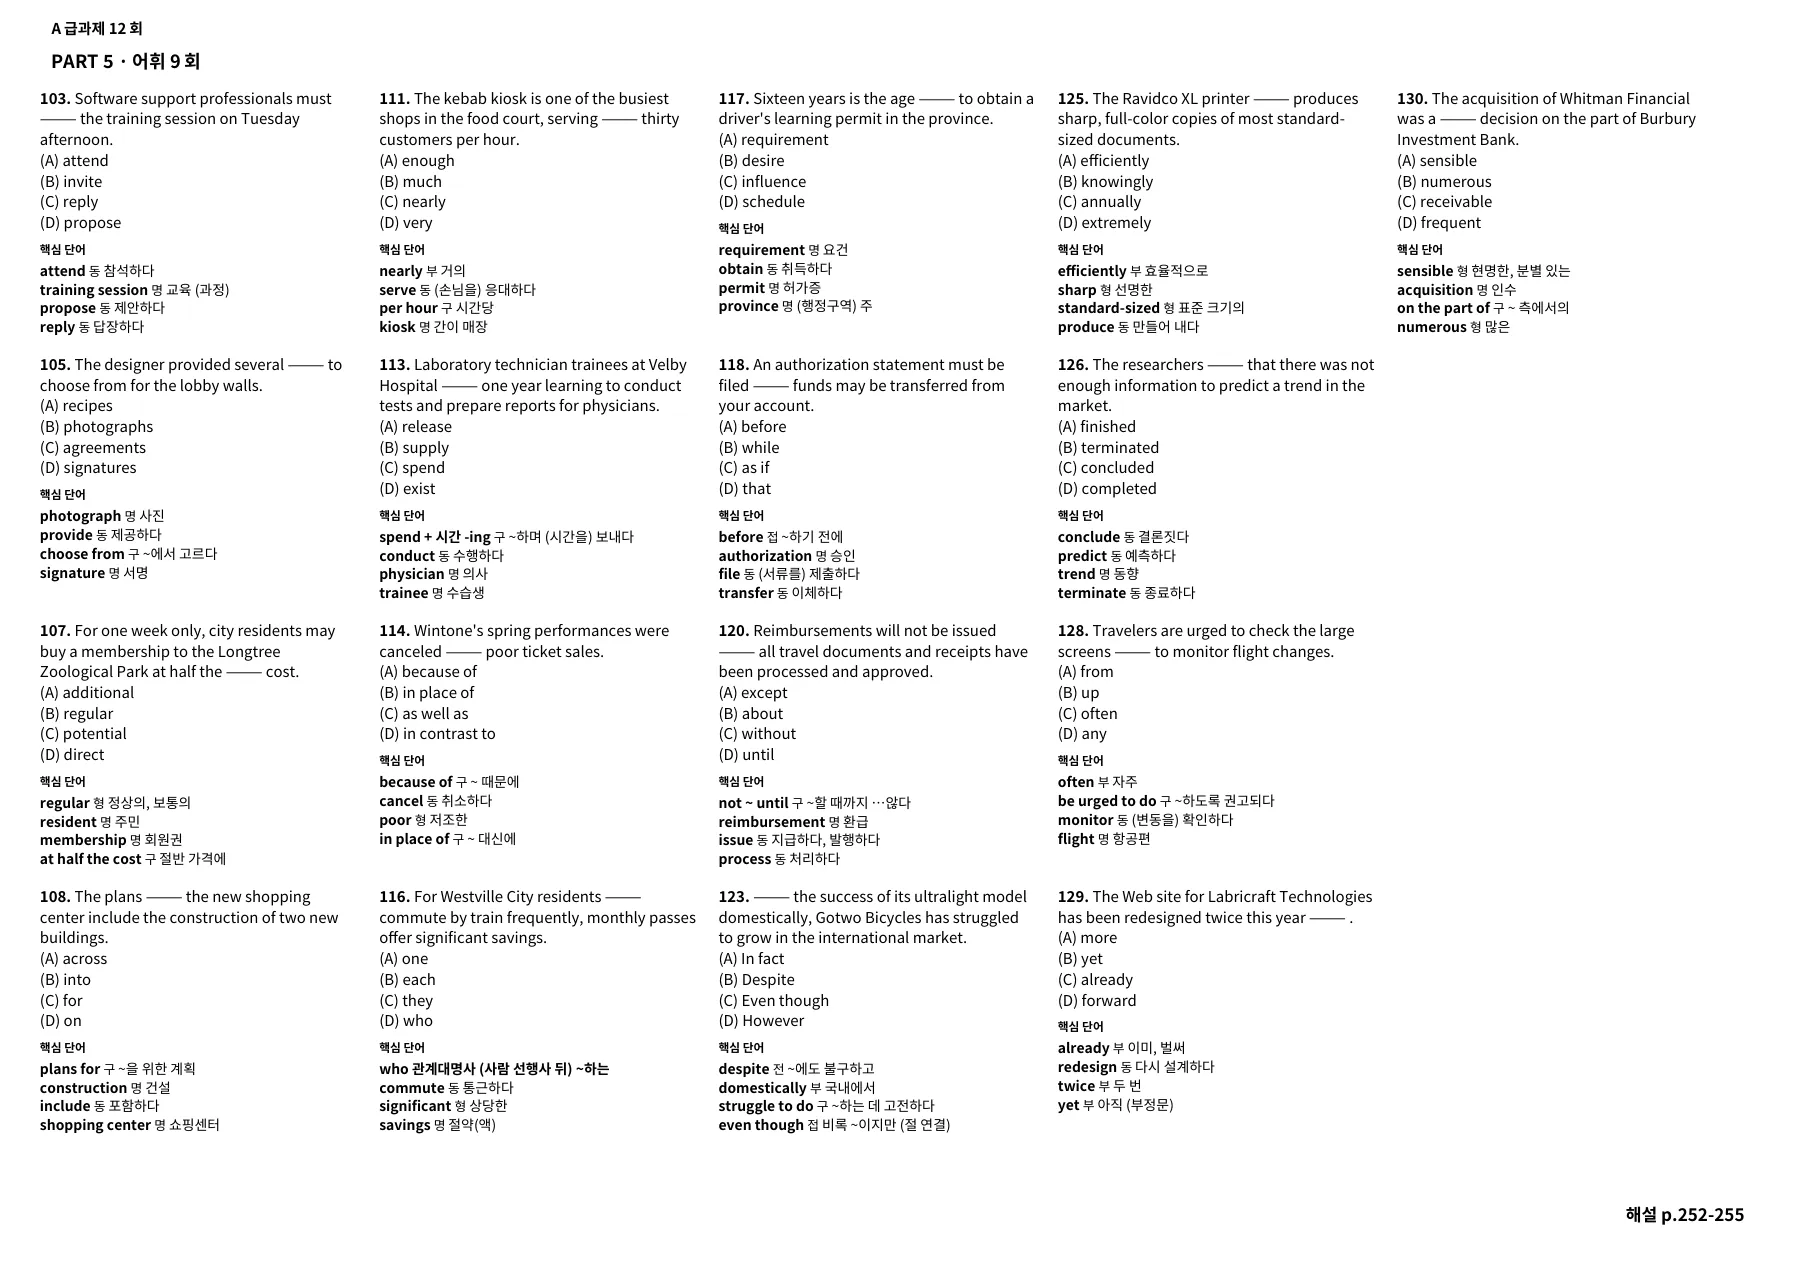 A 급과제 12 회
PART 5 · 어휘 9 회
103. Software support professionals must
——— the training session on Tuesday
afternoon.
(A) attend
(B) invite
(C) reply
(D) propose
핵심 단어
attend 동 참석하다
training session 명 교육 (과정)
propose 동 제안하다
reply 동 답장하다
105. The designer provided several ——— to
choose from for the lobby walls.
(A) recipes
(B) photographs
(C) agreements
(D) signatures
핵심 단어
photograph 명 사진
provide 동 제공하다
choose from 구 ~에서 고르다
signature 명 서명
107. For one week only, city residents may
buy a membership to the Longtree
Zoological Park at half the ——— cost.
(A) additional
(B) regular
(C) potential
(D) direct
핵심 단어
regular 형 정상의, 보통의
resident 명 주민
membership 명 회원권
at half the cost 구 절반 가격에
108. The plans ——— the new shopping
center include the construction of two new
buildings.
(A) across
(B) into
(C) for
(D) on
핵심 단어
plans for 구 ~을 위한 계획
construction 명 건설
include 동 포함하다
shopping center 명 쇼핑센터
111. The kebab kiosk is one of the busiest
shops in the food court, serving ——— thirty
customers per hour.
(A) enough
(B) much
(C) nearly
(D) very
핵심 단어
nearly 부 거의
serve 동 (손님을) 응대하다
per hour 구 시간당
kiosk 명 간이 매장
113. Laboratory technician trainees at Velby
Hospital ——— one year learning to conduct
tests and prepare reports for physicians.
(A) release
(B) supply
(C) spend
(D) exist
핵심 단어
spend + 시간 -ing 구 ~하며 (시간을) 보내다
conduct 동 수행하다
physician 명 의사
trainee 명 수습생
114. Wintone's spring performances were
canceled ——— poor ticket sales.
(A) because of
(B) in place of
(C) as well as
(D) in contrast to
핵심 단어
because of 구 ~ 때문에
cancel 동 취소하다
poor 형 저조한
in place of 구 ~ 대신에
116. For Westville City residents ———
commute by train frequently, monthly passes
offer significant savings.
(A) one
(B) each
(C) they
(D) who
핵심 단어
who 관계대명사 (사람 선행사 뒤) ~하는
commute 동 통근하다
significant 형 상당한
savings 명 절약(액)
117. Sixteen years is the age ——— to obtain a
driver's learning permit in the province.
(A) requirement
(B) desire
(C) influence
(D) schedule
핵심 단어
requirement 명 요건
obtain 동 취득하다
permit 명 허가증
province 명 (행정구역) 주
118. An authorization statement must be
filed ——— funds may be transferred from
your account.
(A) before
(B) while
(C) as if
(D) that
핵심 단어
before 접 ~하기 전에
authorization 명 승인
file 동 (서류를) 제출하다
transfer 동 이체하다
120. Reimbursements will not be issued
——— all travel documents and receipts have
been processed and approved.
(A) except
(B) about
(C) without
(D) until
핵심 단어
not ~ until 구 ~할 때까지 …않다
reimbursement 명 환급
issue 동 지급하다, 발행하다
process 동 처리하다
123. ——— the success of its ultralight model
domestically, Gotwo Bicycles has struggled
to grow in the international market.
(A) In fact
(B) Despite
(C) Even though
(D) However
핵심 단어
despite 전 ~에도 불구하고
domestically 부 국내에서
struggle to do 구 ~하는 데 고전하다
even though 접 비록 ~이지만 (절 연결)
125. The Ravidco XL printer ——— produces
sharp, full-color copies of most standard-
sized documents.
(A) efficiently
(B) knowingly
(C) annually
(D) extremely
핵심 단어
efficiently 부 효율적으로
sharp 형 선명한
standard-sized 형 표준 크기의
produce 동 만들어 내다
126. The researchers ——— that there was not
enough information to predict a trend in the
market.
(A) finished
(B) terminated
(C) concluded
(D) completed
핵심 단어
conclude 동 결론짓다
predict 동 예측하다
trend 명 동향
terminate 동 종료하다
128. Travelers are urged to check the large
screens ——— to monitor flight changes.
(A) from
(B) up
(C) often
(D) any
핵심 단어
often 부 자주
be urged to do 구 ~하도록 권고되다
monitor 동 (변동을) 확인하다
flight 명 항공편
129. The Web site for Labricraft Technologies
has been redesigned twice this year ——— .
(A) more
(B) yet
(C) already
(D) forward
핵심 단어
already 부 이미, 벌써
redesign 동 다시 설계하다
twice 부 두 번
yet 부 아직 (부정문)
130. The acquisition of Whitman Financial
was a ——— decision on the part of Burbury
Investment Bank.
(A) sensible
(B) numerous
(C) receivable
(D) frequent
핵심 단어
sensible 형 현명한, 분별 있는
acquisition 명 인수
on the part of 구 ~ 측에서의
numerous 형 많은
해설 p.252-255